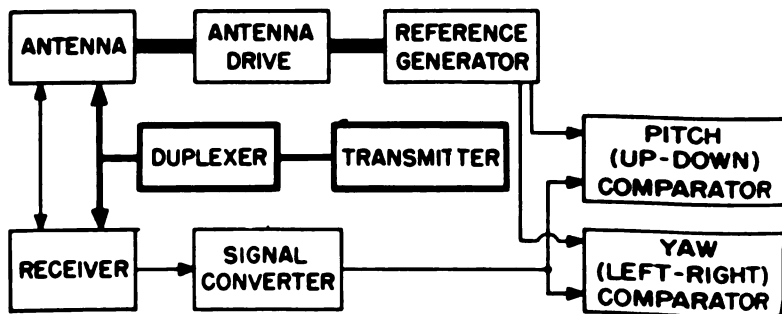 ANTENNA
ANTENNA
DRIVE
REFERENCE
GENERATOR
DUPLEXER
TRANSMITTER
PITCH
(UP-DOWN)
COMPARATOR
RECEIVER
SIGNAL
CONVERTER
YAW
(LEFT-RIGHT)
COMPARATOR